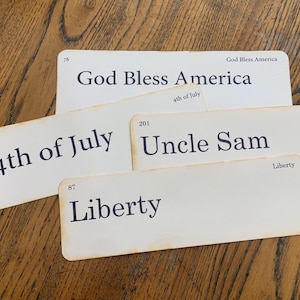 76
God Bless America
God Bless America
4th of July
4th of July
201
Uncle Sam
87
Liberty
Liberty